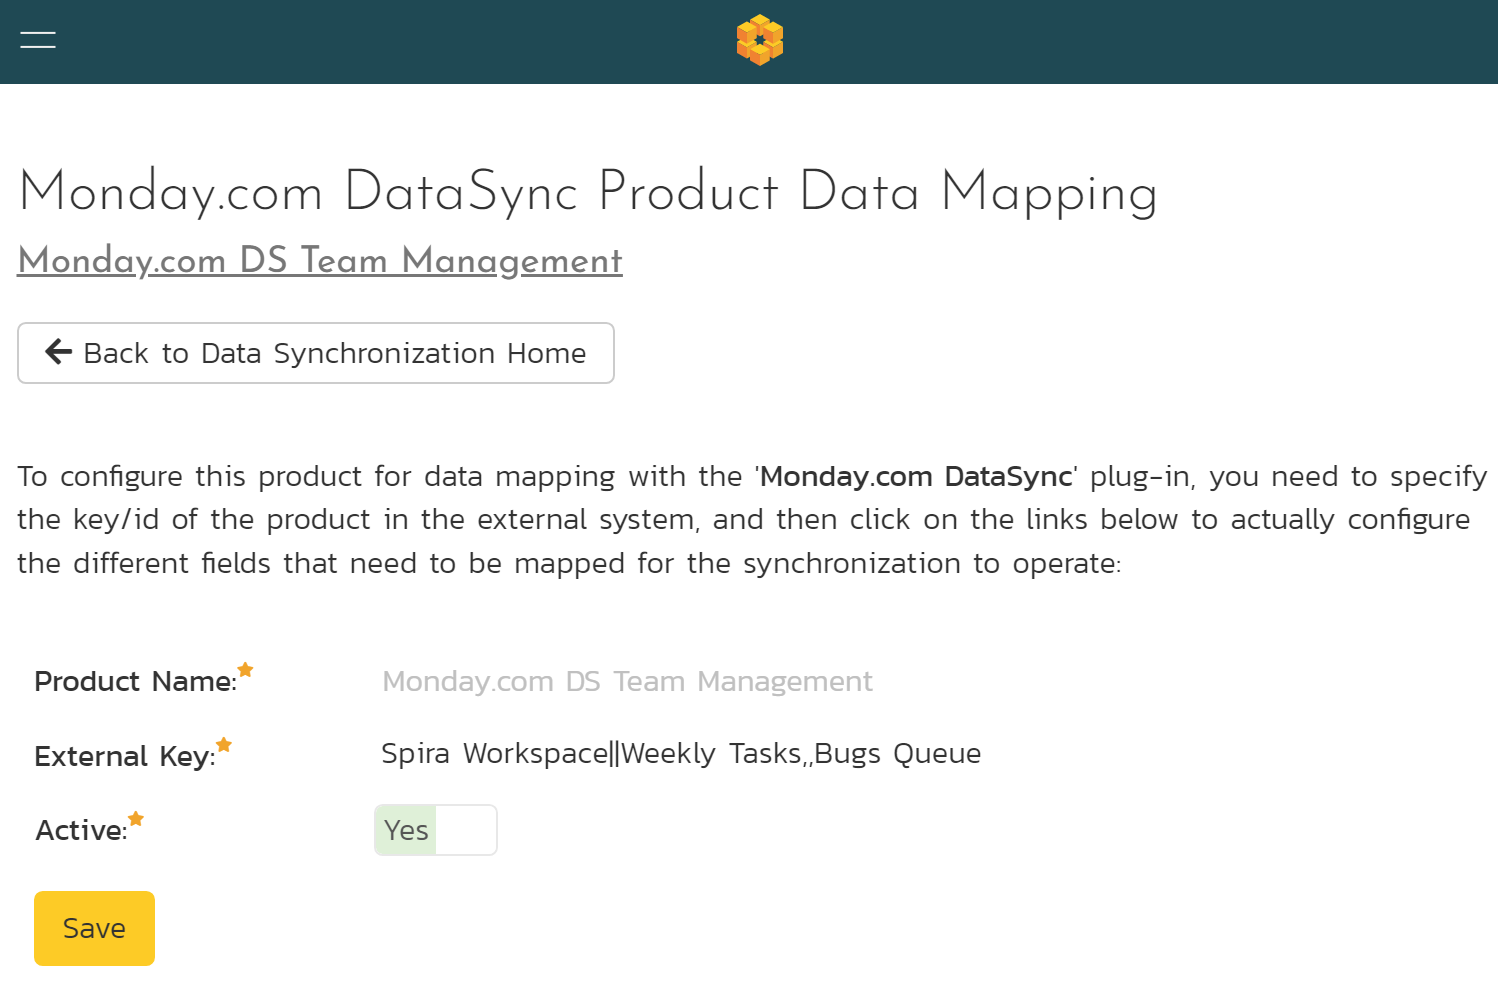 Monday.com DataSync Product Data Mapping
Monday.com DS Team Management
Back to Data Synchronization Home
To configure this product for data mapping with the 'Monday.com DataSync' plug-in, you need to specify
the key/id of the product in the external system, and then click on the links below to actually configure
the different fields that need to be mapped for the synchronization to operate:
Product Name: Monday.com DS Team Management
External Key: Spira Workspace||Weekly Tasks,,Bugs Queue
Active: Yes
Save